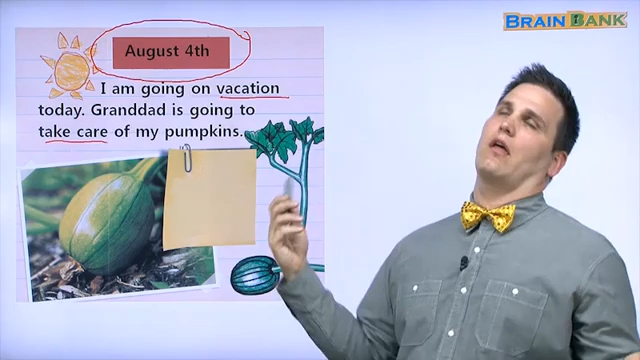 BRAIN BANK
August 4th
I am going on vacation
today. Granddad is going to
take care of my pumpkins.